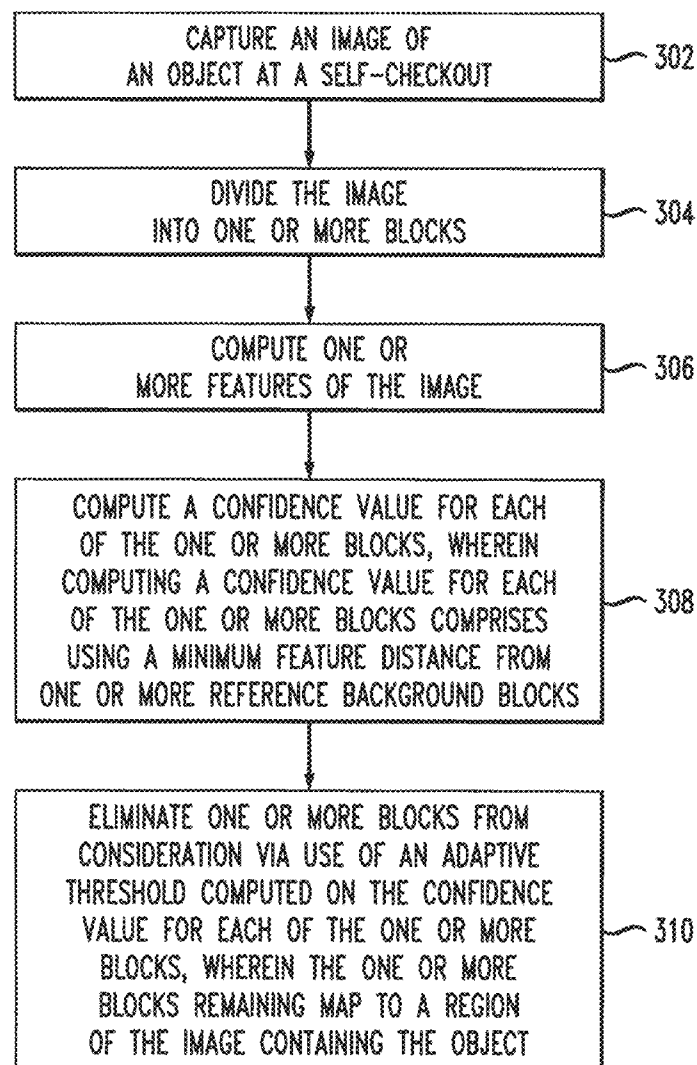 CAPTURE AN IMAGE OF
AN OBJECT AT A SELF-CHECKOUT
302
DIVIDE THE IMAGE
INTO ONE OR MORE BLOCKS
304
COMPUTE ONE OR
MORE FEATURES OF THE IMAGE
306
COMPUTE A CONFIDENCE VALUE FOR EACH
OF THE ONE OR MORE BLOCKS, WHEREIN
COMPUTING A CONFIDENCE VALUE FOR EACH
OF THE ONE OR MORE BLOCKS COMPRISES
USING A MINIMUM FEATURE DISTANCE FROM
ONE OR MORE REFERENCE BACKGROUND BLOCKS
308
ELIMINATE ONE OR MORE BLOCKS FROM
CONSIDERATION VIA USE OF AN ADAPTIVE
THRESHOLD COMPUTED ON THE CONFIDENCE
VALUE FOR EACH OF THE ONE OR MORE
BLOCKS, WHEREIN THE ONE OR MORE
BLOCKS REMAINING MAP TO A REGION
OF THE IMAGE CONTAINING THE OBJECT
310